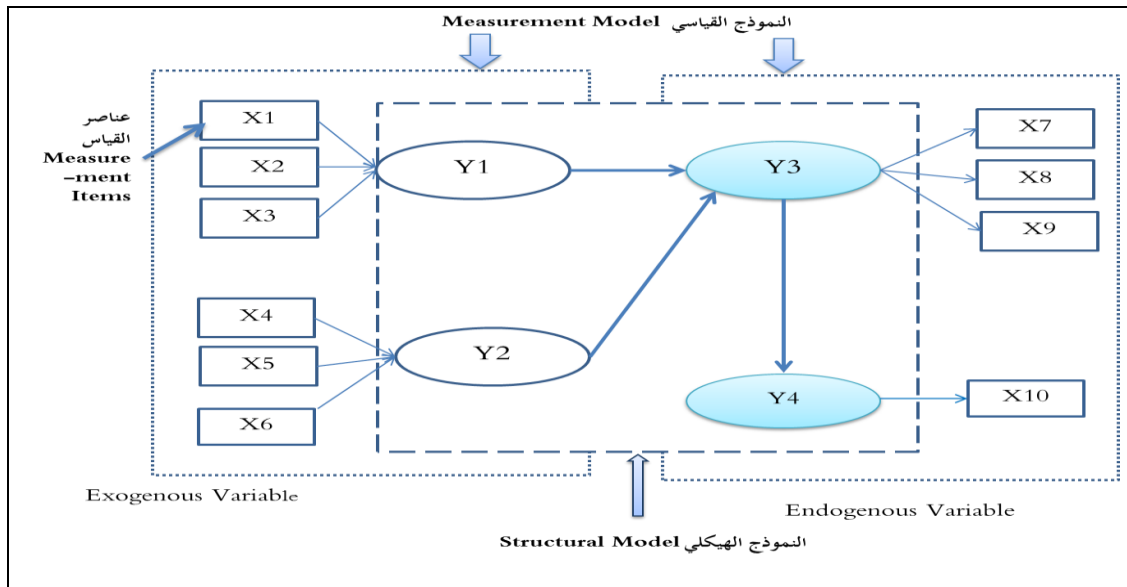 Measurement Model النموذج القياسي
عناصر
القياس
Measure
-ment
Items
X1
X2
X3
X4
X5
X6
Y1
Y2
Y3
Y4
X7
X8
X9
X10
Exogenous Variable
Endogenous Variable
Structural Model النموذج الهيكلي